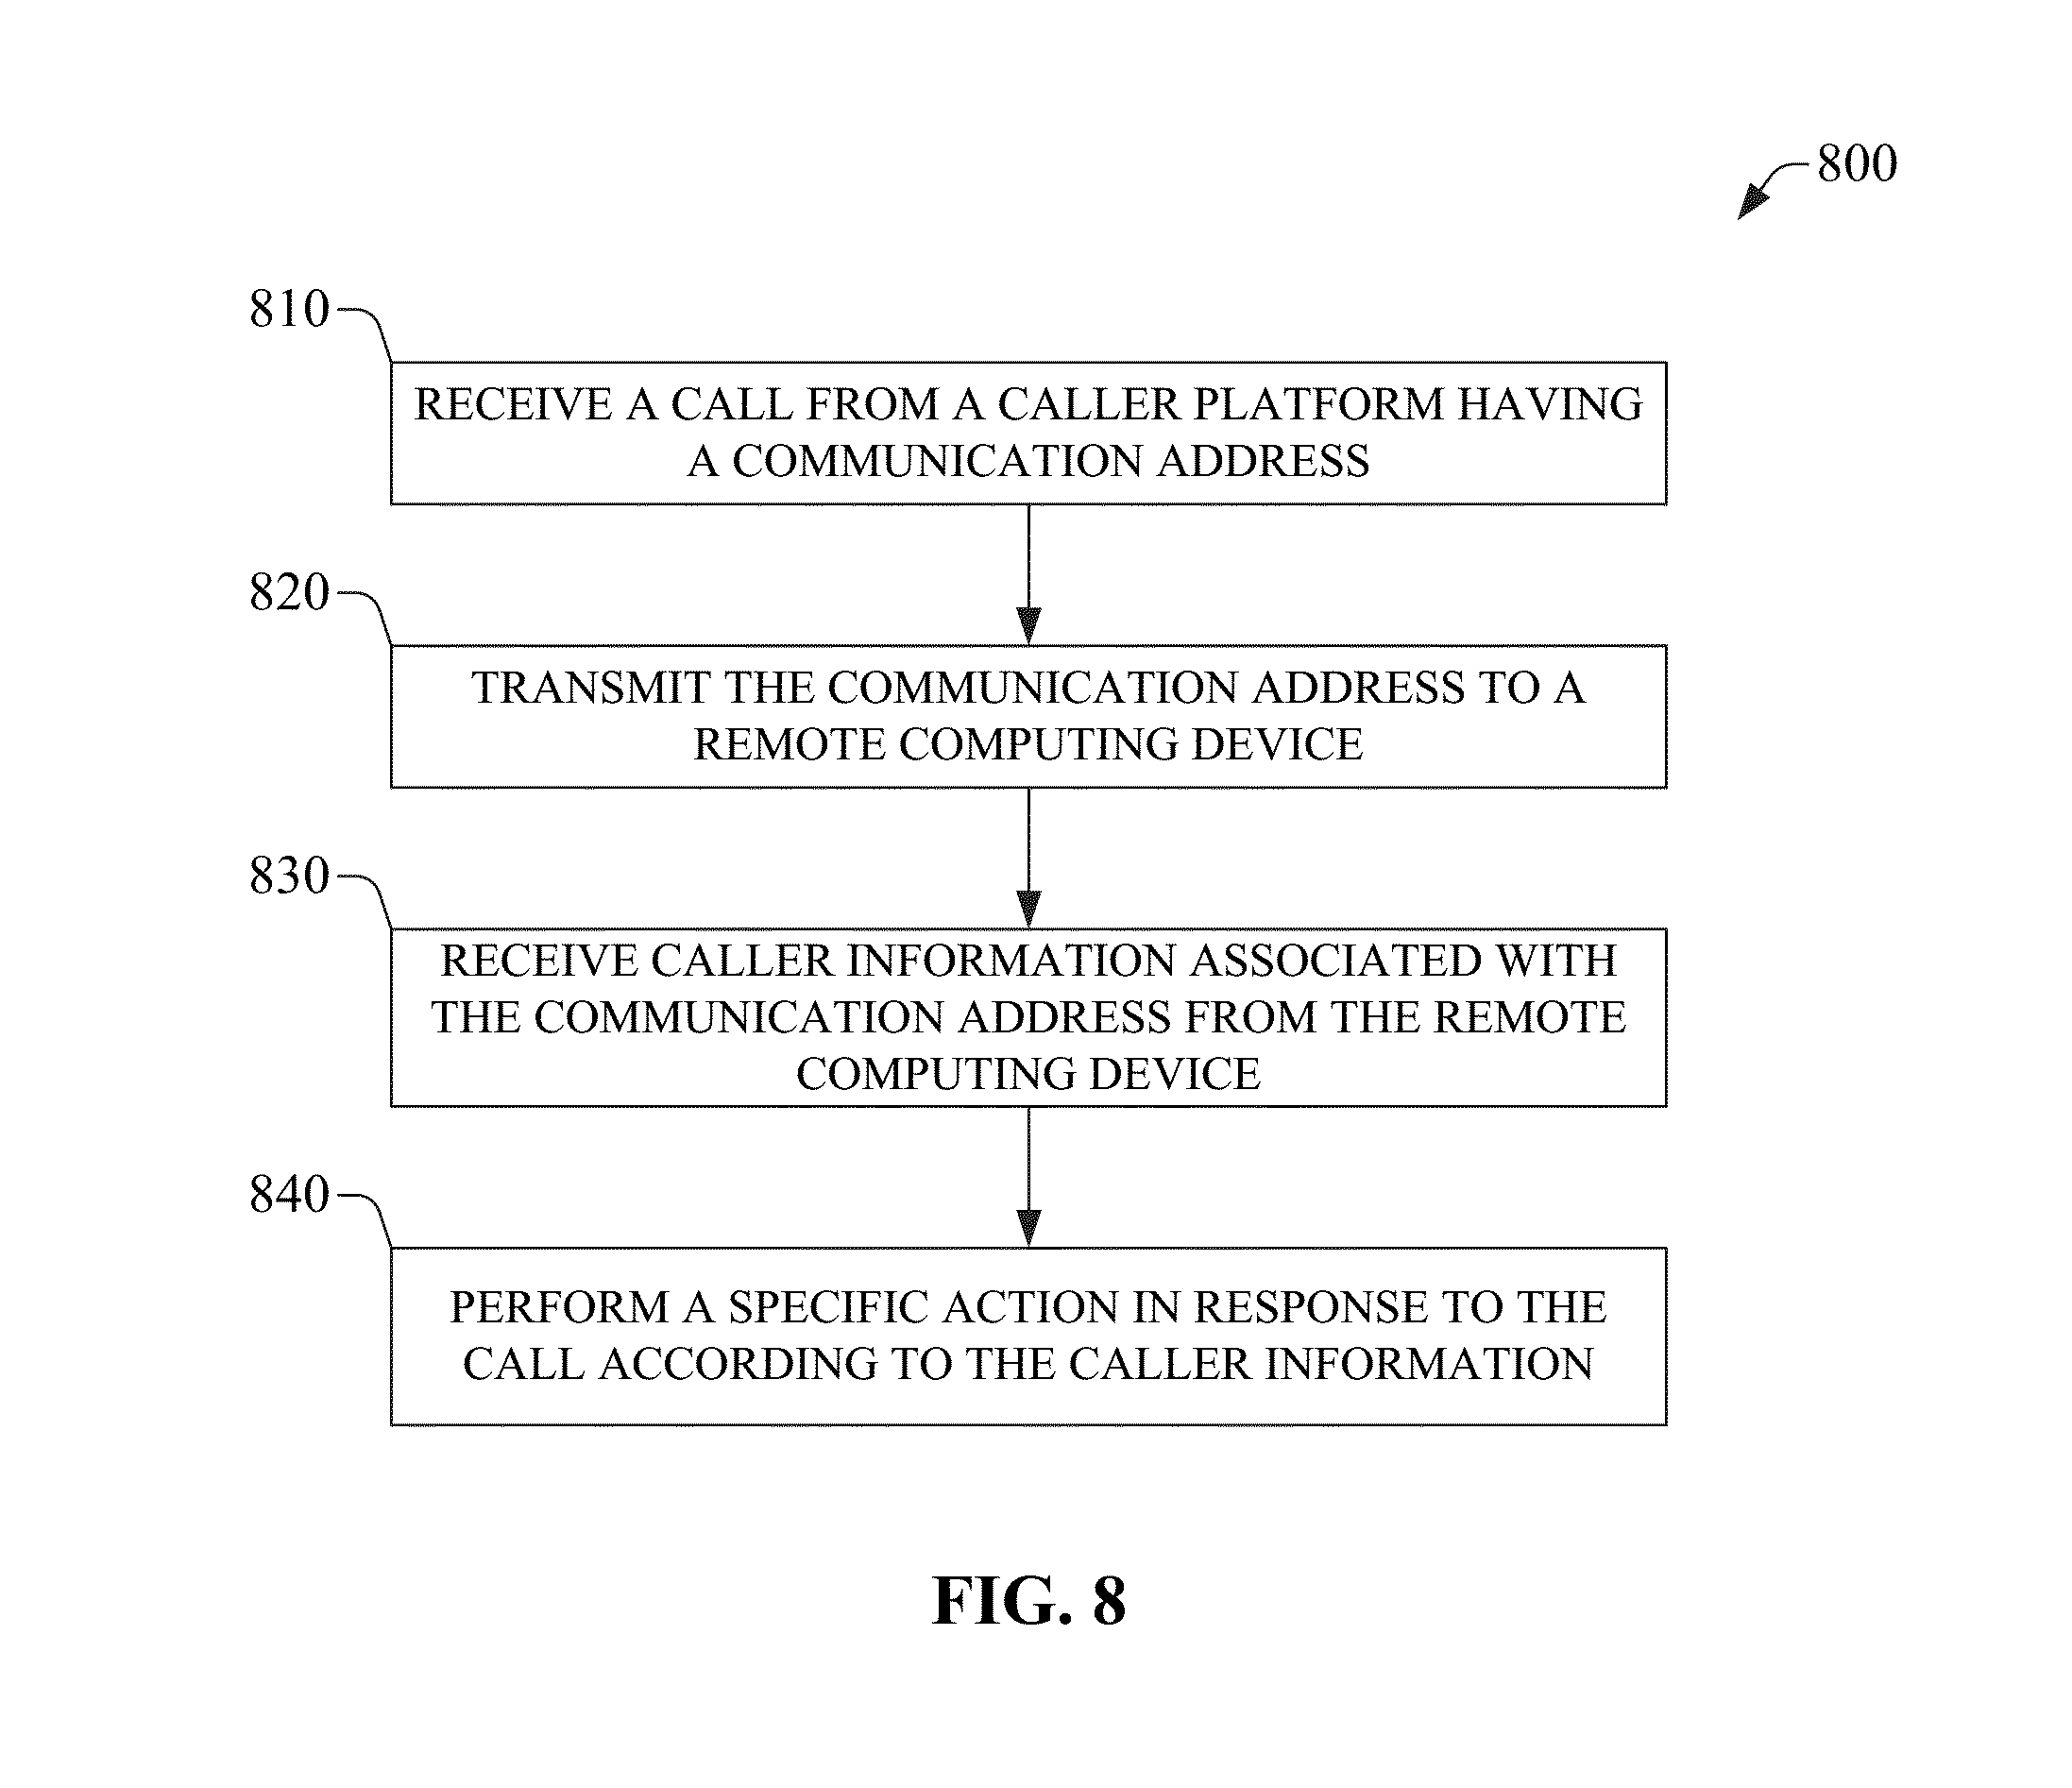 800
810
RECEIVE A CALL FROM A CALLER PLATFORM HAVING
A COMMUNICATION ADDRESS
820
TRANSMIT THE COMMUNICATION ADDRESS TO A
REMOTE COMPUTING DEVICE
830
RECEIVE CALLER INFORMATION ASSOCIATED WITH
THE COMMUNICATION ADDRESS FROM THE REMOTE
COMPUTING DEVICE
840
PERFORM A SPECIFIC ACTION IN RESPONSE TO THE
CALL ACCORDING TO THE CALLER INFORMATION
FIG. 8